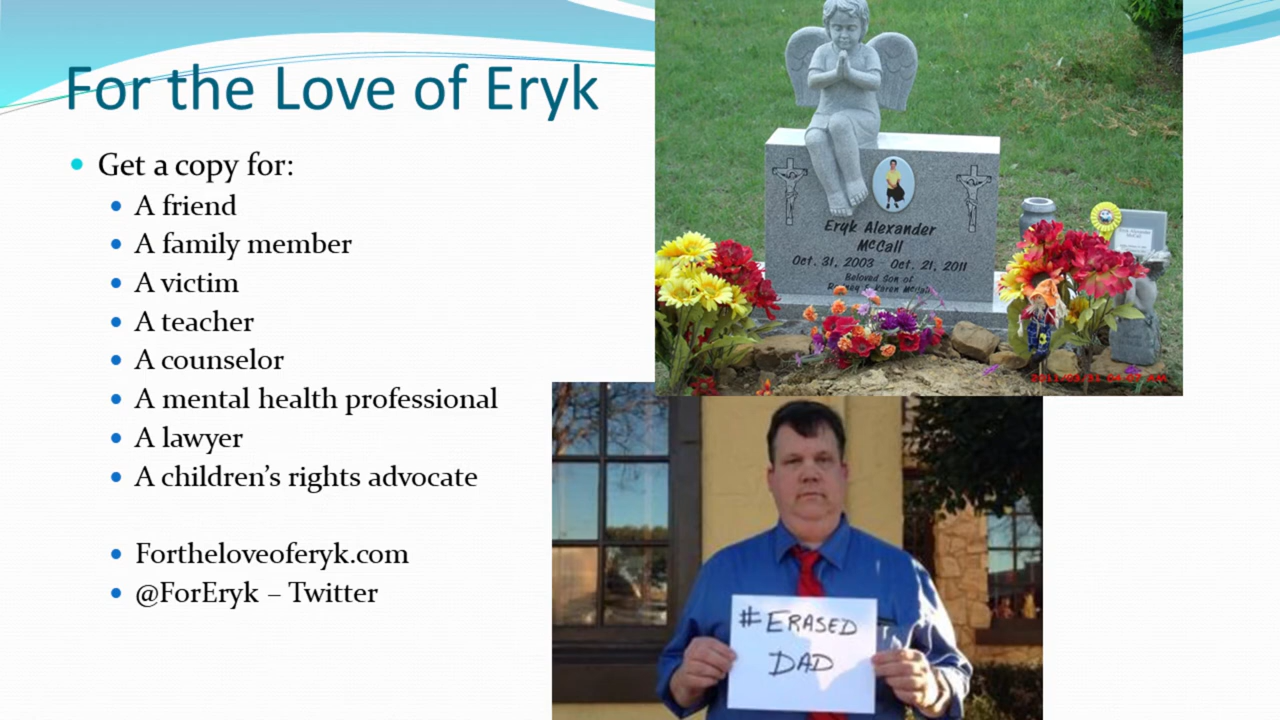 For the Love of Eryk
Get a copy for:
A friend
A family member
A victim
A teacher
A counselor
A mental health professional
A lawyer
A children's rights advocate
Fortheloveoferyk.com
@ForEryk – Twitter
Eryk Alexander
McCall
Oct. 31, 2003 Oct. 21, 2011
Beloved Son of
& Karen McCall
# ERASED
DAD